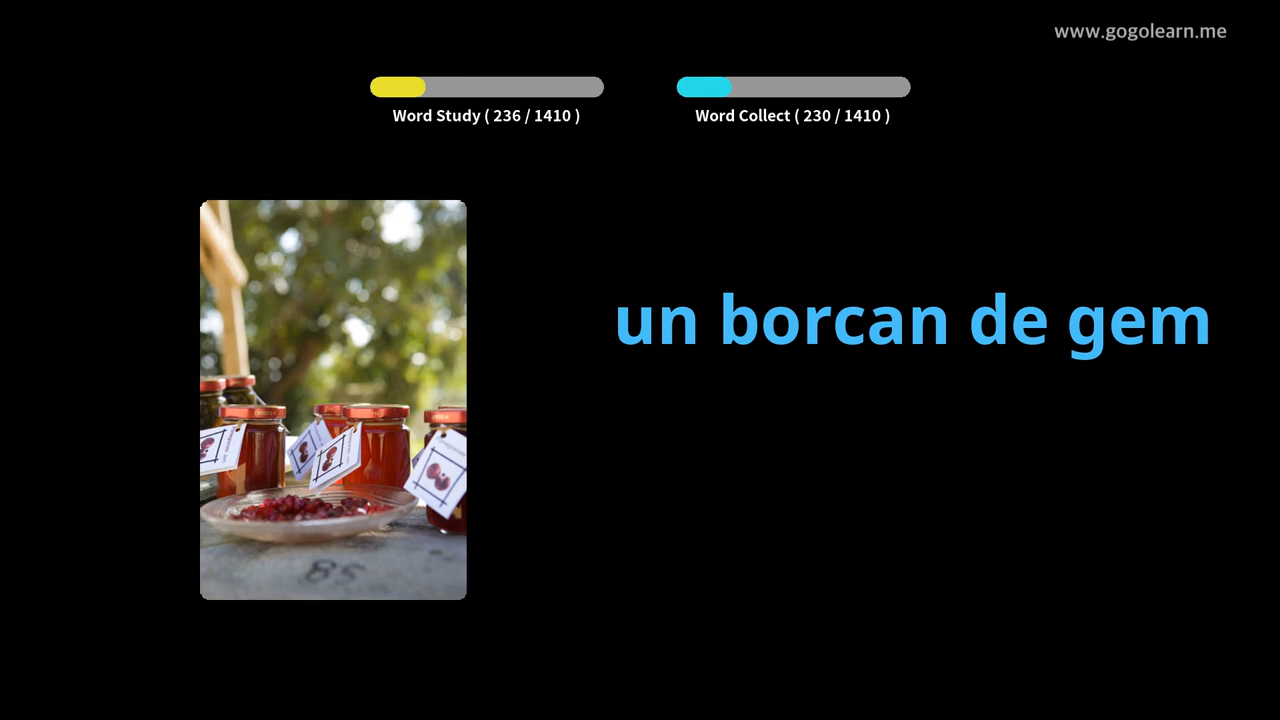 www.gogolearn.me
Word Study ( 236 / 1410 )
Word Collect ( 230 / 1410 )
un borcan de gem
85